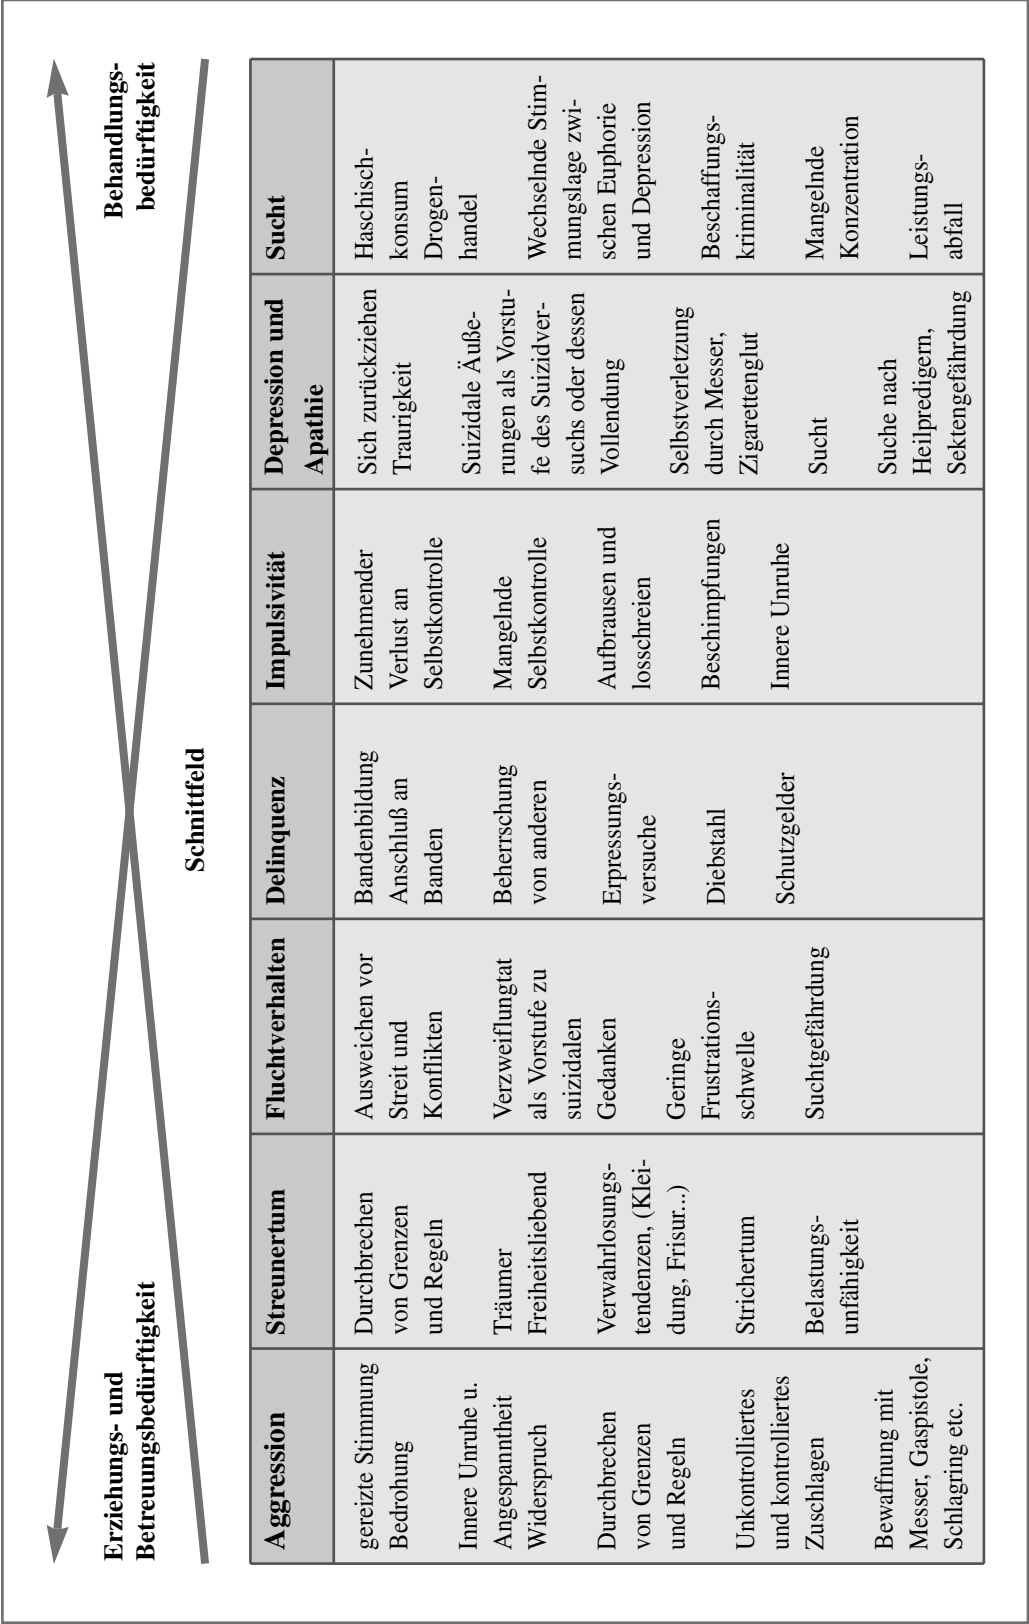 Erziehungs- und
Betreuungsbedürftigkeit
Behandlungs-
bedürftigkeit
Schnittfeld
Aggression
gereizte Stimmung
Bedrohung
Innere Unruhe u.
Angespanntheit
Widerspruch
Durchbrechen
von Grenzen
und Regeln
Unkontrolliertes
und kontrolliertes
Zuschlagen
Bewaffnung mit
Messer, Gaspistole,
Schlagring etc.
Streunertum
Durchbrechen
von Grenzen
und Regeln
Träumer
Freiheitsliebend
Verwahrlosungs-
tendenzen, (Klei-
dung, Frisur...)
Strichertum
Belastungs-
unfähigkeit
Fluchtverhalten
Ausweichen vor
Streit und
Konflikten
Verzweiflungtat
als Vorstufe zu
suizidalen
Gedanken
Geringe
Frustrations-
schwelle
Suchtgefährdung
Delinquenz
Bandenbildung
Anschluß an
Banden
Beherrschung
von anderen
Erpressungs-
versuche
Diebstahl
Schutzgelder
Impulsivität
Zunehmender
Verlust an
Selbstkontrolle
Mangelnde
Selbstkontrolle
Aufbrausen und
losschreien
Beschimpfungen
Innere Unruhe
Depression und
Apathie
Sich zurückziehen
Traurigkeit
Suizidale Äuße-
rungen als Vorstu-
fe des Suizidver-
suchs oder dessen
Vollendung
Selbstverletzung
durch Messer,
Zigarettenglut
Sucht
Suche nach
Heilpredigern,
Sektengefährdung
Sucht
Haschisch-
konsum
Drogen-
handel
Wechselnde Stim-
mungslage zwi-
schen Euphorie
und Depression
Beschaffungs-
kriminalität
Mangelnde
Konzentration
Leistungs-
abfall